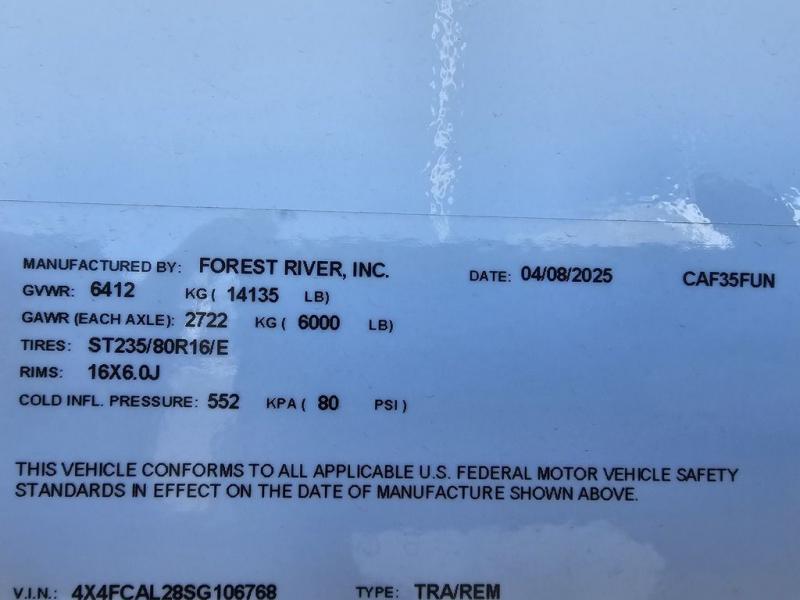 MANUFACTURED BY: FOREST RIVER, INC. DATE: 04/08/2025 CAF35FUN
GVWR: 6412 KG ( 14135 LB)
GAWR (EACH AXLE): 2722 KG ( 6000 LB)
TIRES: ST235/80R16/E
RIMS: 16X6.0J
COLD INFL. PRESSURE: 552 KPA ( 80 PSI )
THIS VEHICLE CONFORMS TO ALL APPLICABLE U.S. FEDERAL MOTOR VEHICLE SAFETY
STANDARDS IN EFFECT ON THE DATE OF MANUFACTURE SHOWN ABOVE.
V.I.N.: 4X4FCAL28SG106768 TYPE: TRA/REM